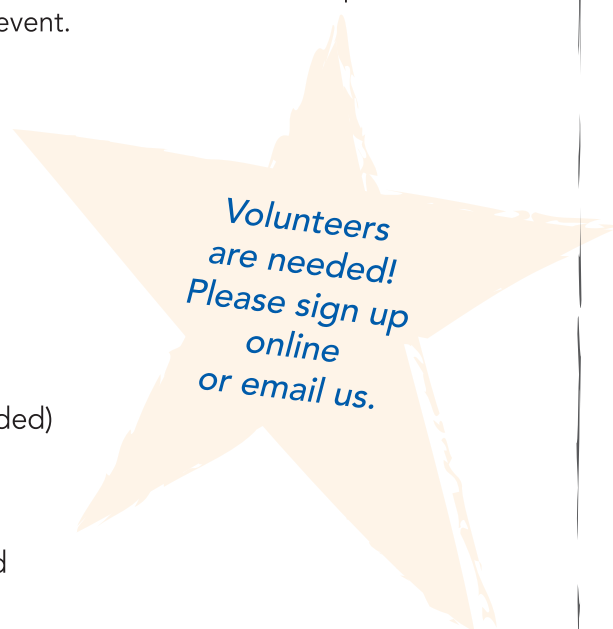 event.
Volunteers
are needed!
Please sign up
online
or email us.
ded)
d